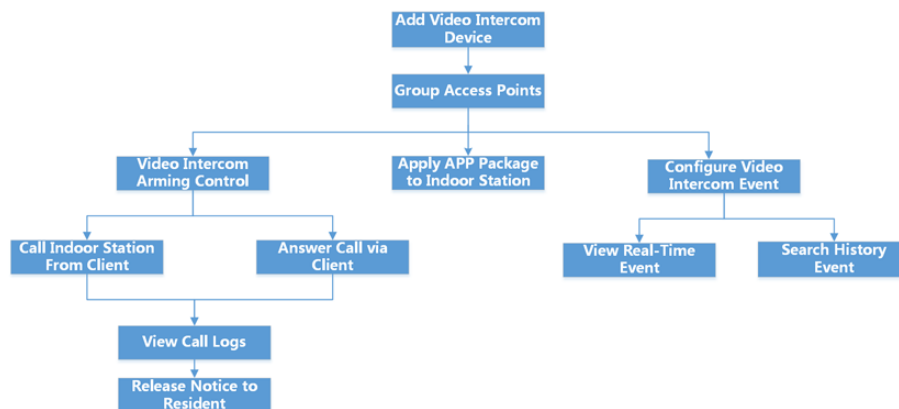 Add Video Intercom
Device
Group Access Points
Video Intercom
Arming Control
Apply APP Package
to Indoor Station
Configure Video
Intercom Event
Call Indoor Station
From Client
Answer Call via
Client
View Real-Time
Event
Search History
Event
View Call Logs
Release Notice to
Resident